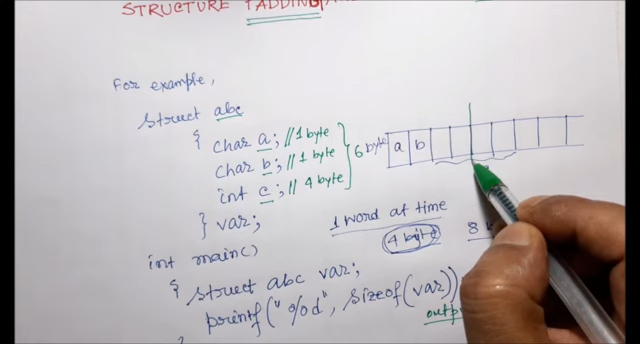 STRUCTURE PADDING
For example,
struct abc
{ char a; // 1 byte
char b; // 1 byte
int c; // 4 byte
} var;
6 byte
a b
1 word at time
4 byte 8
int main()
{ struct abc var;
printf("%d", sizeof(var))